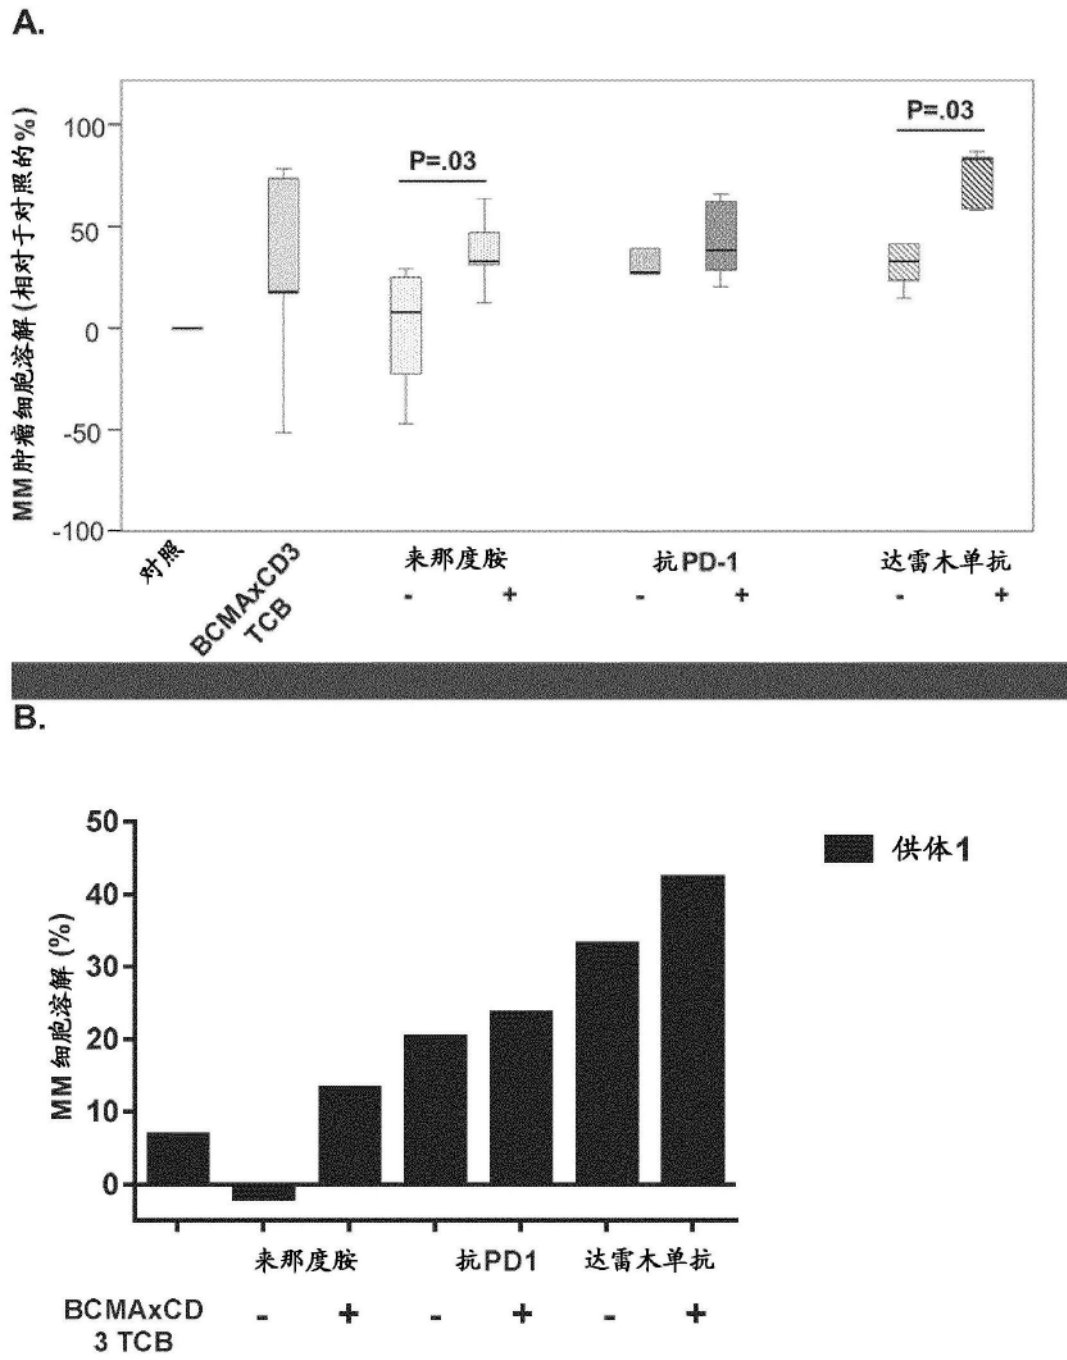 A.
MM肿瘤细胞溶解(相对于对照的%)
100
50
0
-50
-100
P=.03
P=.03
对照
BCMAxCD3
TCB
来那度胺
抗PD-1
达雷木单抗
- + - + - +
B.
MM细胞溶解(%)
50
40
30
20
10
0
供体1
来那度胺
抗PD1
达雷木单抗
BCMAxCD
3 TCB
- + - + - +